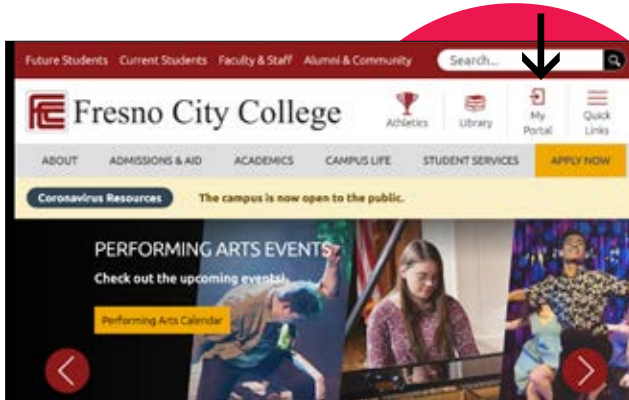 Future Students Current Students Faculty & Staff Alumni & Community Search...
FCC Fresno City College
Athletics Library My Portal Quick Links
ABOUT ADMISSIONS & AID ACADEMICS CAMPUS LIFE STUDENT SERVICES APPLY NOW
Coronavirus Resources The campus is now open to the public.
PERFORMING ARTS EVENTS
Check out the upcoming events!
Performing Arts Calendar